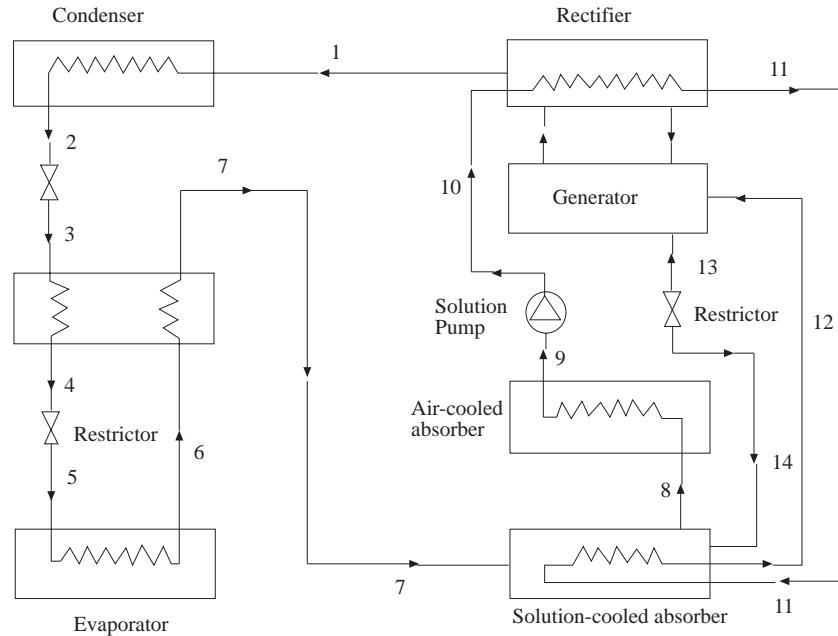 Condenser
Rectifier
1
11
2
7
10
Generator
3
13
Solution
Pump
Restrictor
12
9
4
Air-cooled
absorber
Restrictor
6
5
8
14
7
11
Evaporator
Solution-cooled absorber